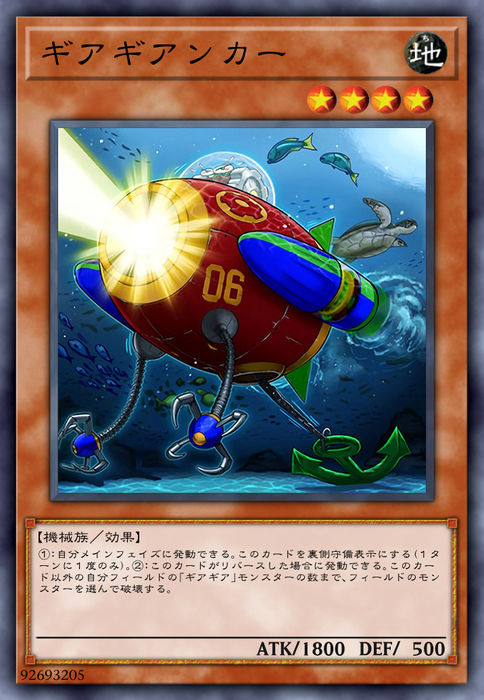 ギアギアンカー
地
06
【機械族／効果】
①：自分メインフェイズに発動できる。このカードを裏側守備表示にする(１タ
ーンに１度のみ)。②：このカードがリバースした場合に発動できる。このカー
ド以外の自分フィールドの「ギアギア」モンスターの数まで、フィールドのモン
スターを選んで破壊する。
ATK/1800 DEF/ 500
92693205